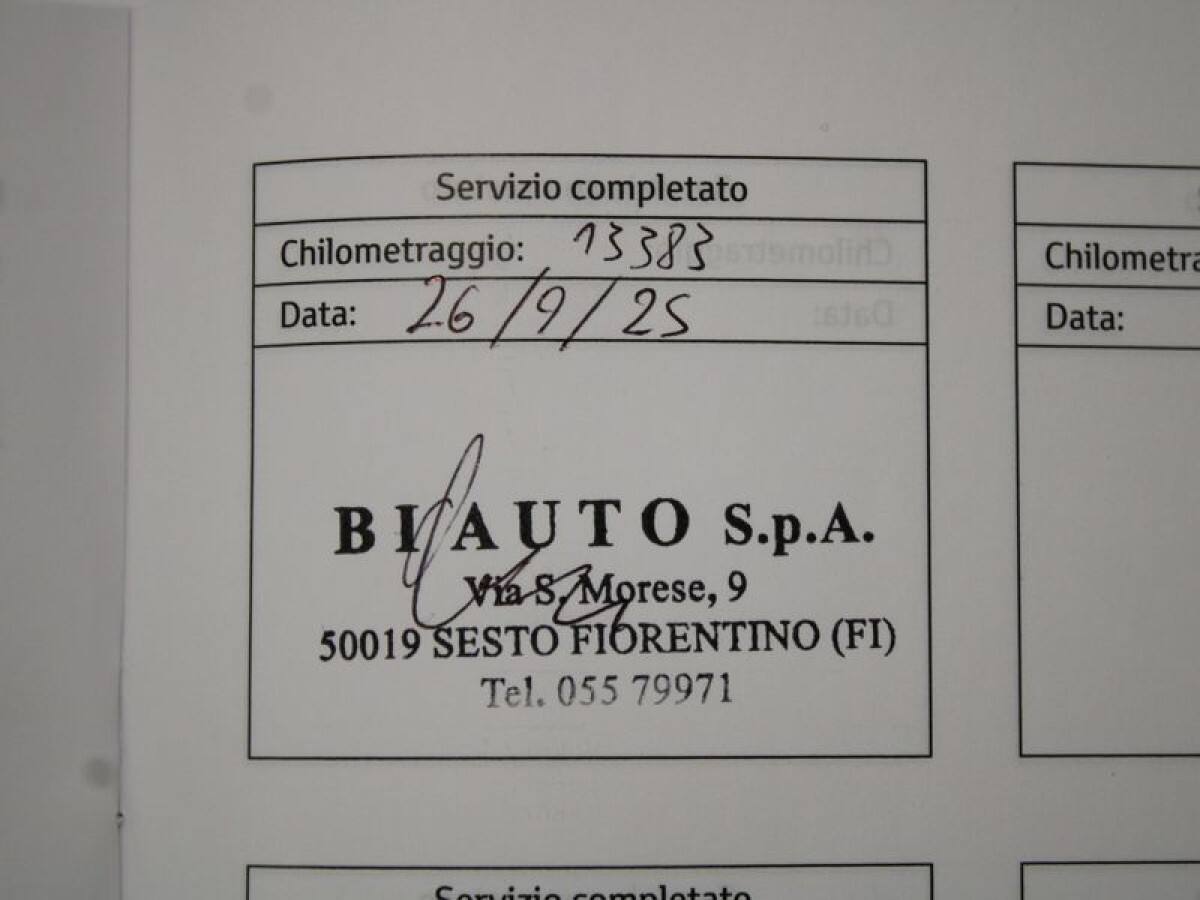 Servizio completato
Chilometraggio: 13383
Data: 26/9/25
BIAUTO S.p.A.
Via S. Morese, 9
50019 SESTO FIORENTINO (FI)
Tel. 055 79971
Chilometra
Data:
Servizio completato